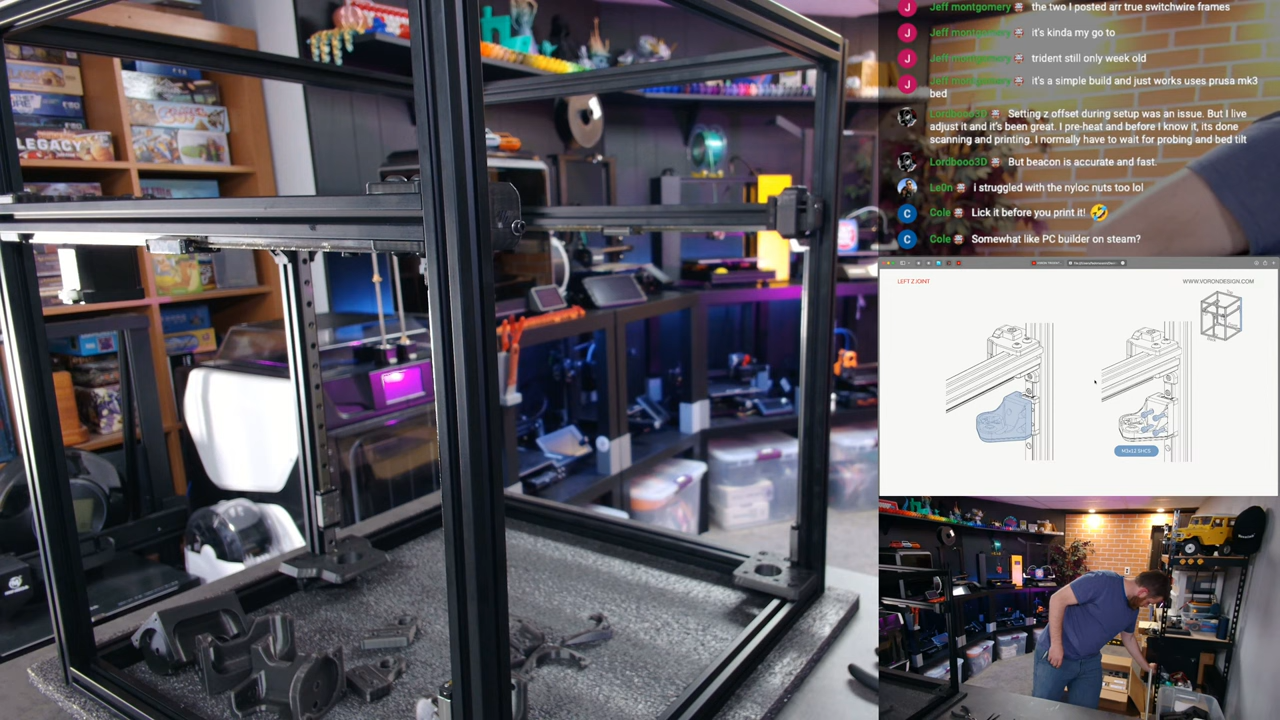 LEGACY
Jeff montgomery the two I posted arr true switchwire frames
Jeff montgomery it's kinda my go to
Jeff montgomery trident still only week old
Jeff montgomery it's a simple build and just works uses prusa mk3
bed
Lordbooo3D Setting z offset during setup was an issue. But I live
adjust it and it's been great. I pre-heat and before I know it, its done
scanning and printing. I normally have to wait for probing and bed tilt
Lordbooo3D But beacon is accurate and fast.
Le0n i struggled with the nyloc nuts too lol
Cole Lick it before you print it! 🤣
Cole Somewhat like PC builder on steam?
LEFT Z JOINT
WWW.VORONDESIGN.COM
M3x12 SHCS